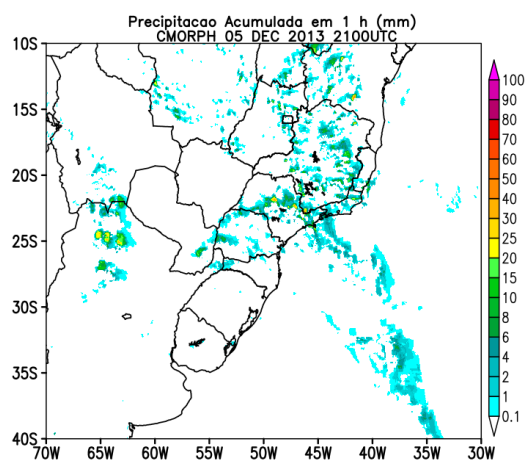 Precipitacao Acumulada em 1 h (mm)
CMORPH 05 DEC 2013 2100UTC
10S
15S
20S
25S
30S
35S
40S
70W 65W 60W 55W 50W 45W 40W 35W 30W
100
90
80
70
60
50
40
30
25
20
15
10
8
6
4
2
1
0.1